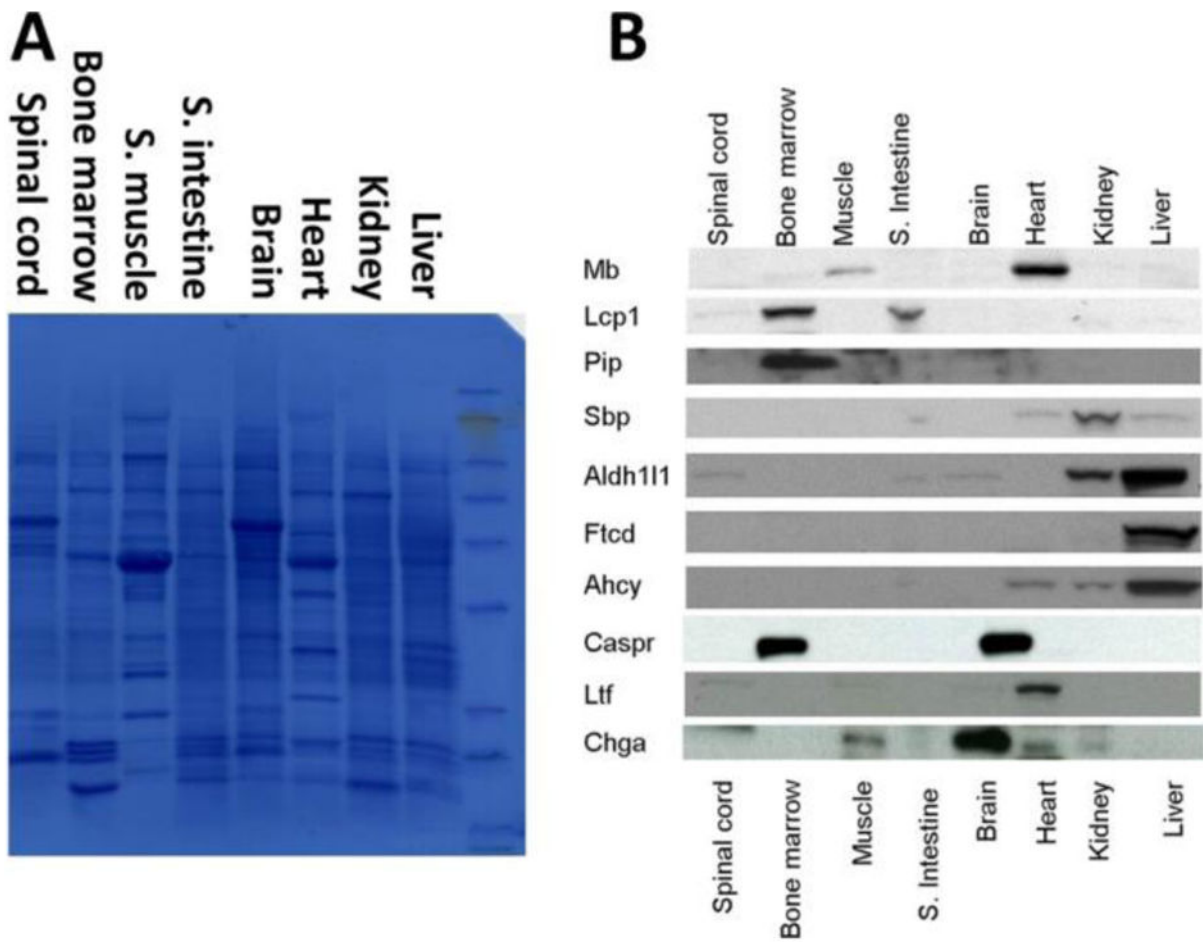 A
Spinal cord
Bone marrow
S. muscle
S. intestine
Brain
Heart
Kidney
Liver
B
Spinal cord
Bone marrow
Muscle
S. Intestine
Brain
Heart
Kidney
Liver
Mb
Lcp1
Pip
Sbp
Aldh1l1
Ftcd
Ahcy
Caspr
Ltf
Chga
Spinal cord
Bone marrow
Muscle
S. Intestine
Brain
Heart
Kidney
Liver